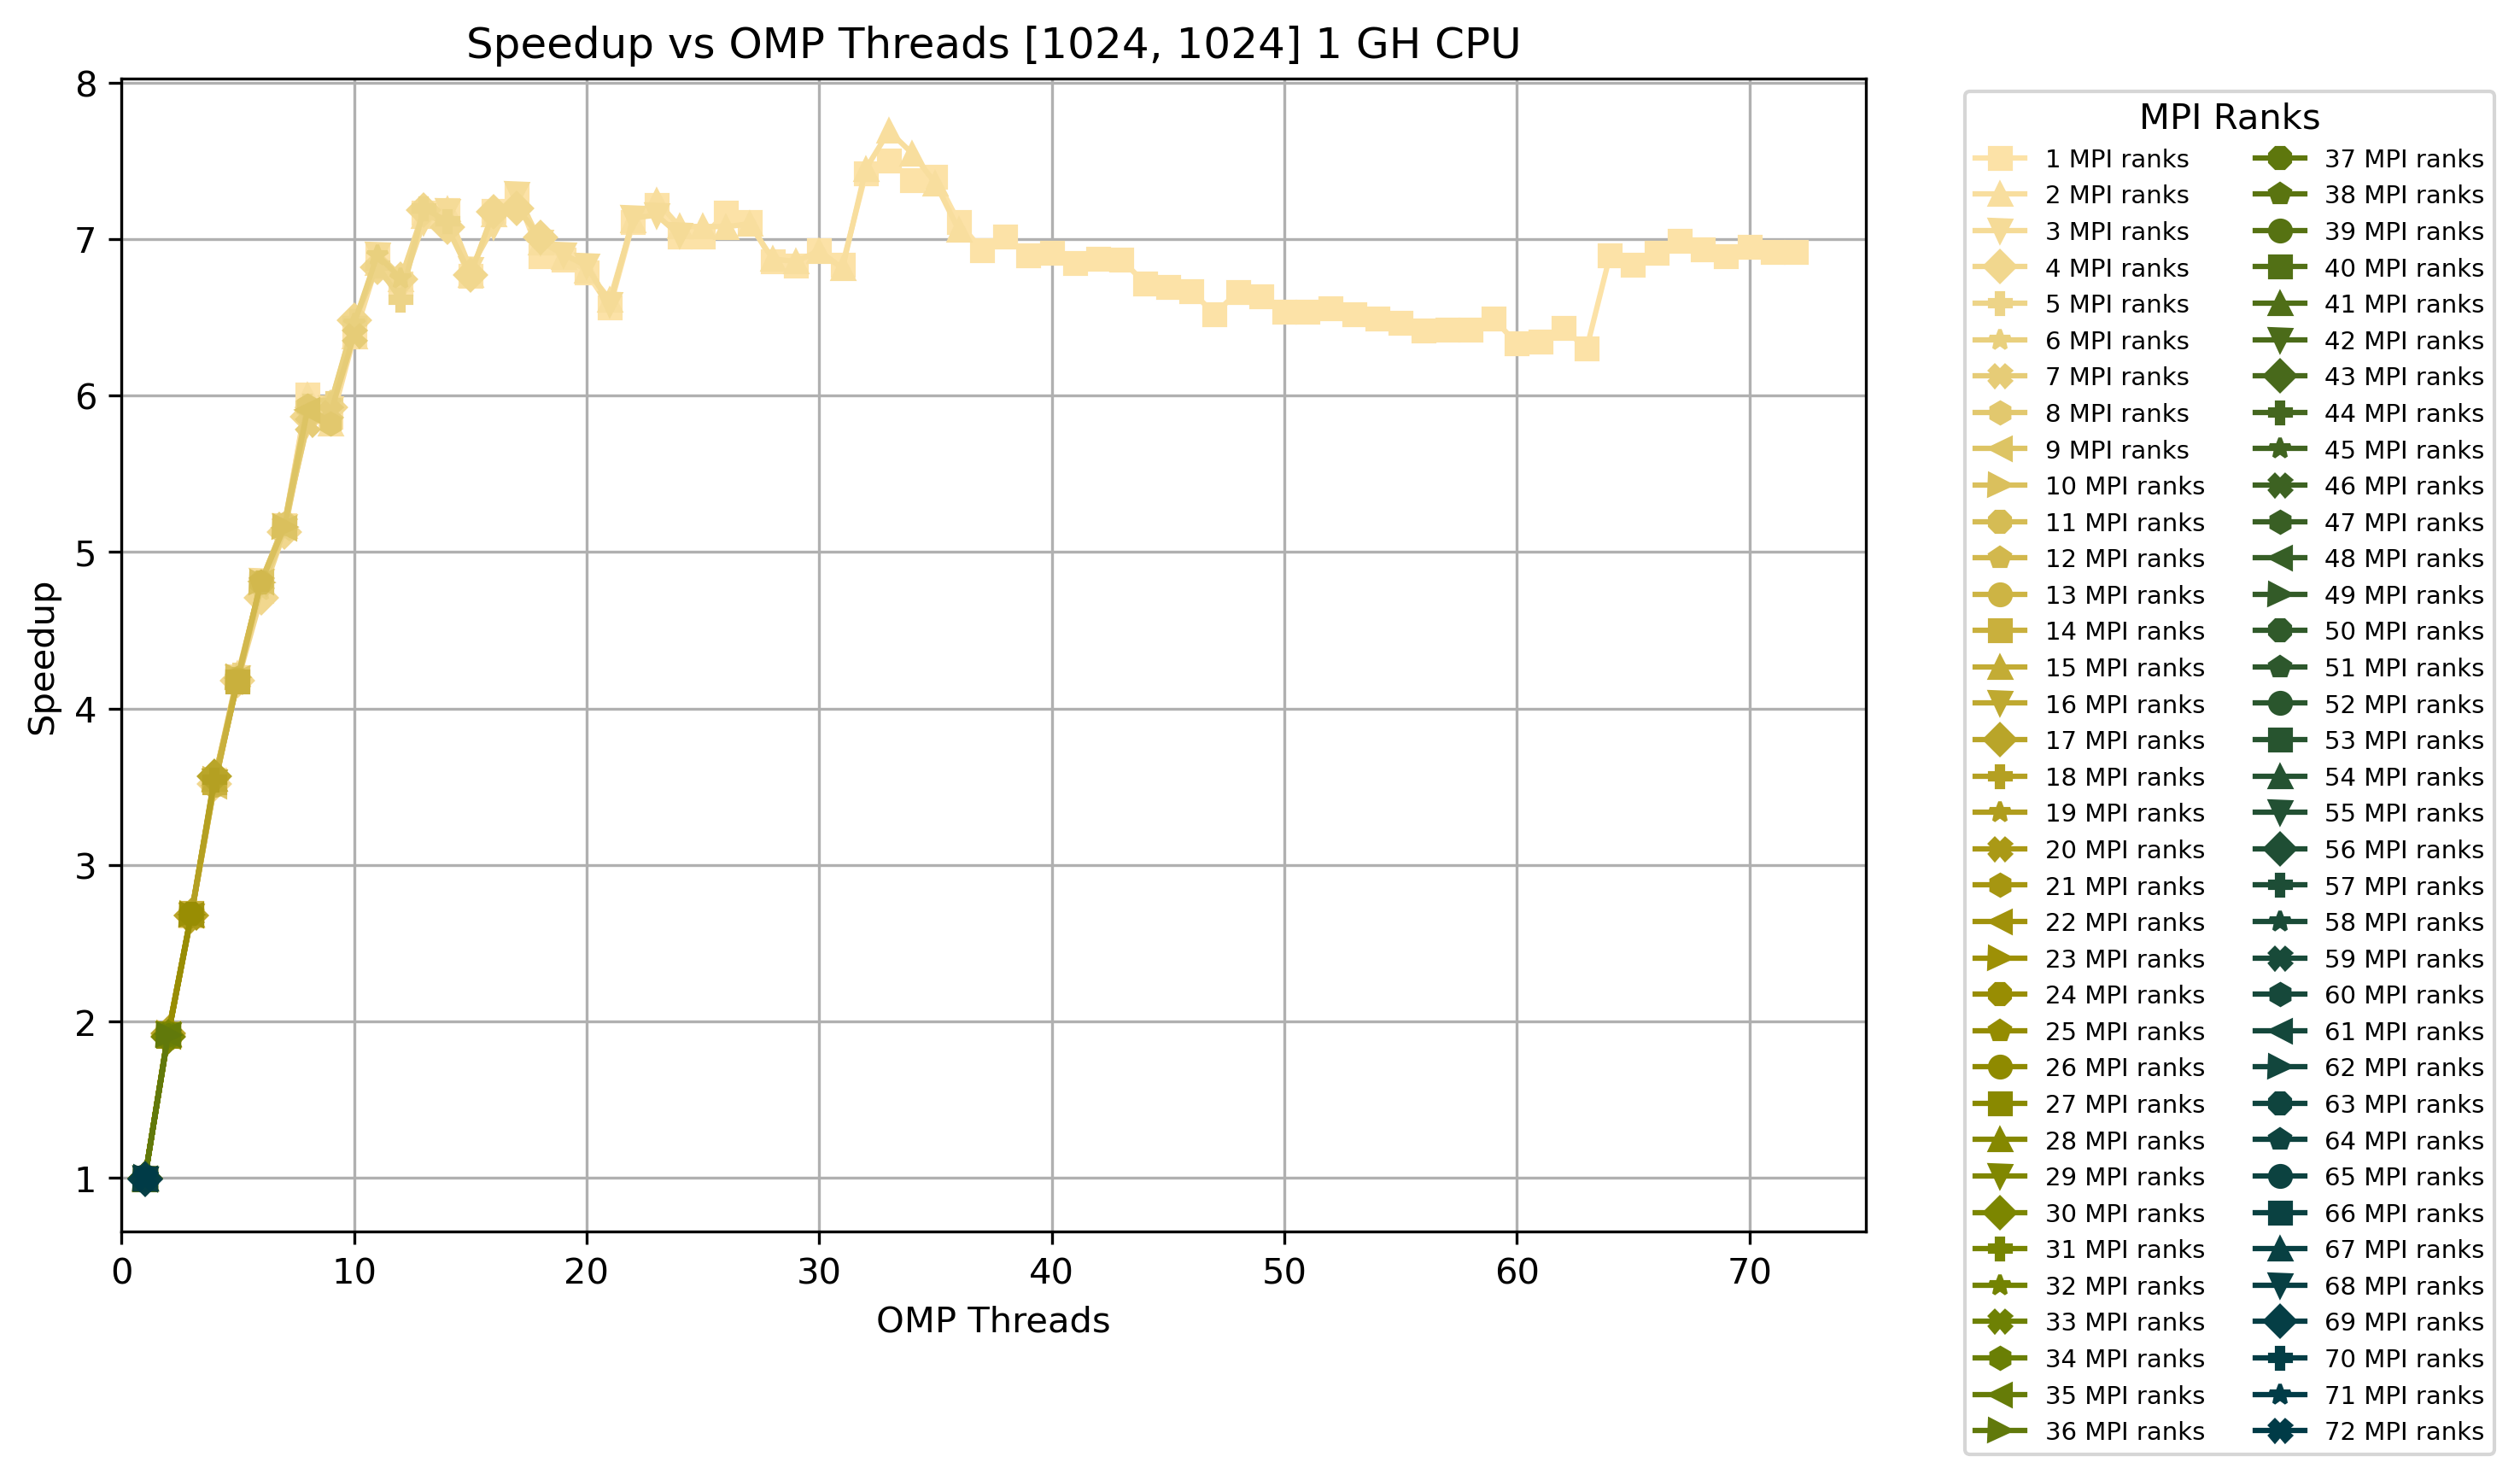 Speedup vs OMP Threads [1024, 1024] 1 GH CPU
8
7
6
5
4
3
2
1
Speedup
0 10 20 30 40 50 60 70
OMP Threads
MPI Ranks
1 MPI ranks
2 MPI ranks
3 MPI ranks
4 MPI ranks
5 MPI ranks
6 MPI ranks
7 MPI ranks
8 MPI ranks
9 MPI ranks
10 MPI ranks
11 MPI ranks
12 MPI ranks
13 MPI ranks
14 MPI ranks
15 MPI ranks
16 MPI ranks
17 MPI ranks
18 MPI ranks
19 MPI ranks
20 MPI ranks
21 MPI ranks
22 MPI ranks
23 MPI ranks
24 MPI ranks
25 MPI ranks
26 MPI ranks
27 MPI ranks
28 MPI ranks
29 MPI ranks
30 MPI ranks
31 MPI ranks
32 MPI ranks
33 MPI ranks
34 MPI ranks
35 MPI ranks
36 MPI ranks
37 MPI ranks
38 MPI ranks
39 MPI ranks
40 MPI ranks
41 MPI ranks
42 MPI ranks
43 MPI ranks
44 MPI ranks
45 MPI ranks
46 MPI ranks
47 MPI ranks
48 MPI ranks
49 MPI ranks
50 MPI ranks
51 MPI ranks
52 MPI ranks
53 MPI ranks
54 MPI ranks
55 MPI ranks
56 MPI ranks
57 MPI ranks
58 MPI ranks
59 MPI ranks
60 MPI ranks
61 MPI ranks
62 MPI ranks
63 MPI ranks
64 MPI ranks
65 MPI ranks
66 MPI ranks
67 MPI ranks
68 MPI ranks
69 MPI ranks
70 MPI ranks
71 MPI ranks
72 MPI ranks